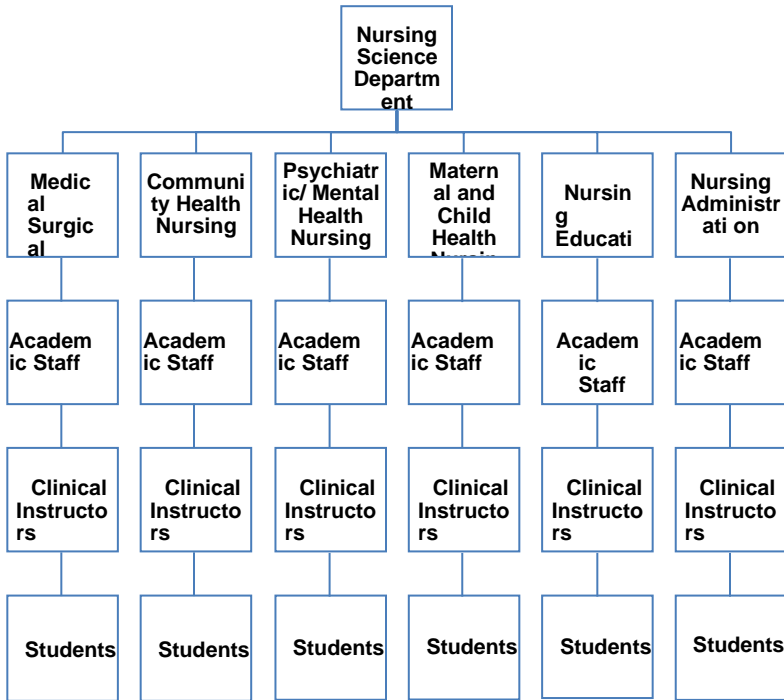 Nursing
Science
Departm
ent
Medic
al
Surgic
al
Communi
ty Health
Nursing
Psychiatr
ic/ Mental
Health
Nursing
Matern
al and
Child
Health
Nursin
Nursin
g
Educati
Nursing
Administr
ati on
Academ
ic Staff
Academ
ic Staff
Academ
ic Staff
Academ
ic Staff
Academ
ic
Staff
Academ
ic Staff
Clinical
Instructo
rs
Clinical
Instructo
rs
Clinical
Instructo
rs
Clinical
Instructo
rs
Clinical
Instructo
rs
Clinical
Instructo
rs
Students
Students
Students
Students
Students
Students